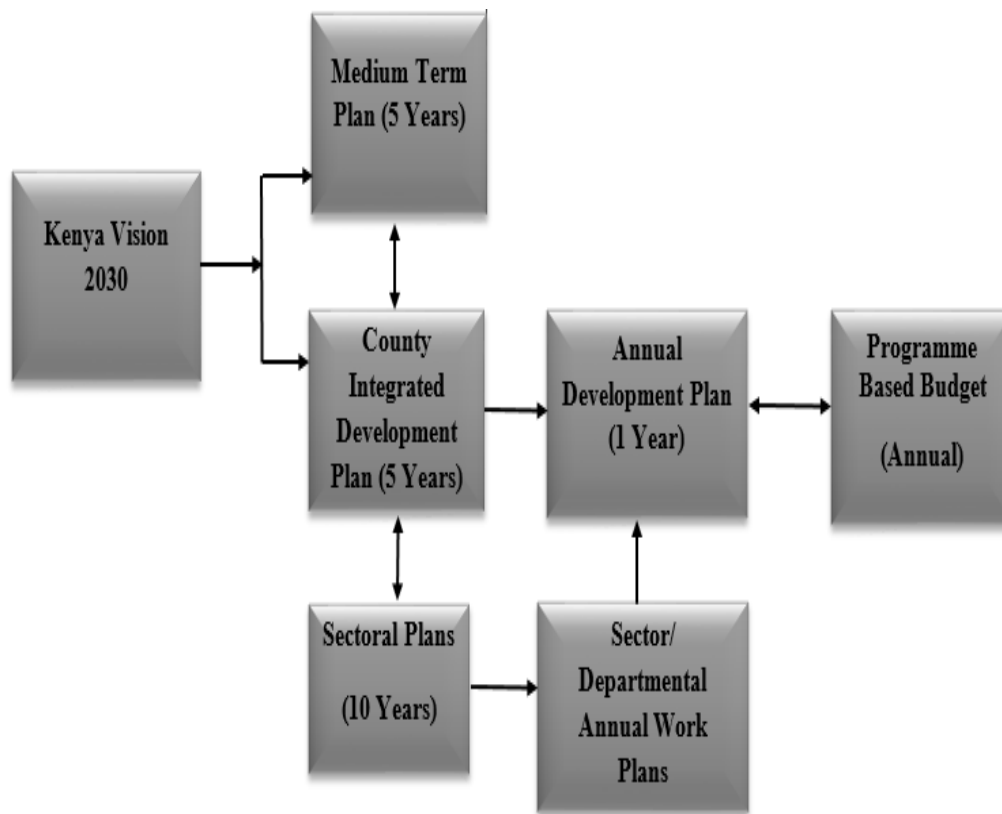 Medium Term
Plan (5 Years)
Kenya Vision
2030
County
Integrated
Development
Plan (5 Years)
Annual
Development Plan
(1 Year)
Programme
Based Budget
(Annual)
Sectoral Plans
(10 Years)
Sector/
Departmental
Annual Work
Plans